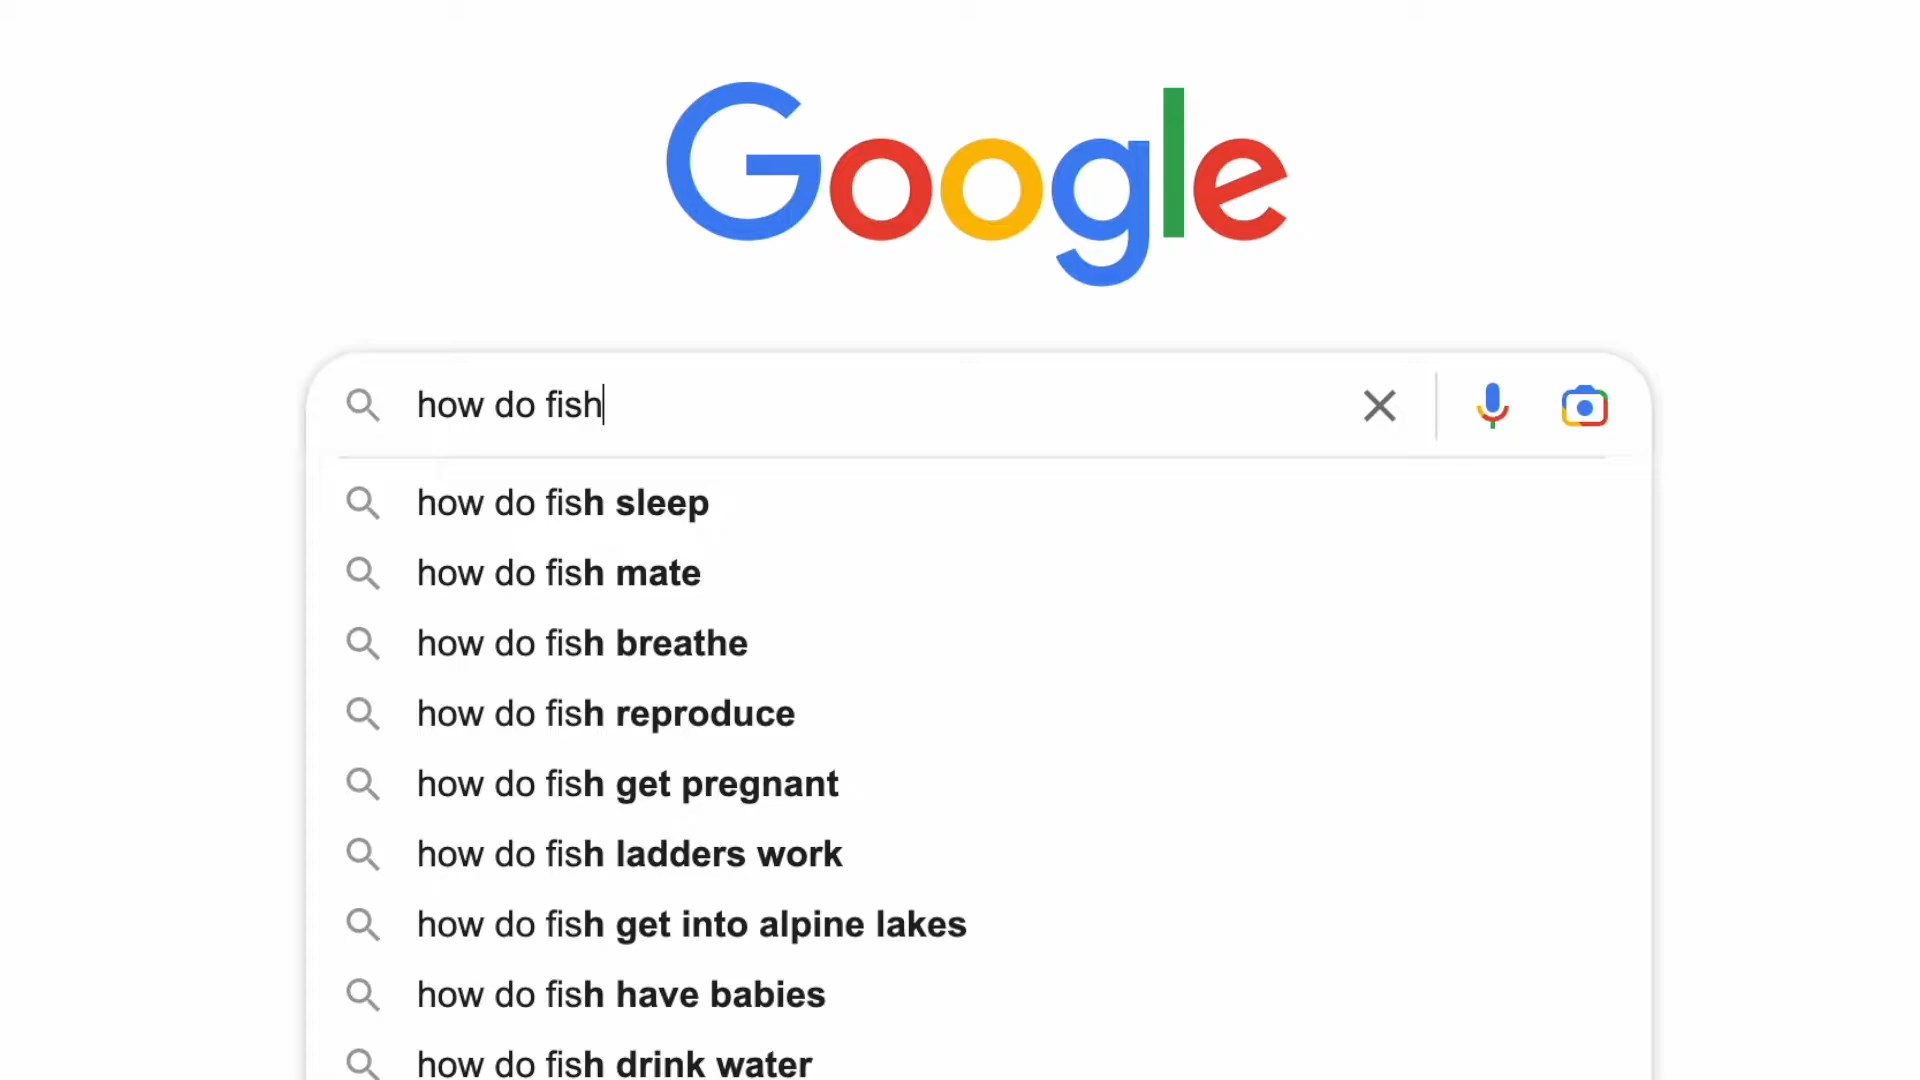 Google
how do fish
how do fish sleep
how do fish mate
how do fish breathe
how do fish reproduce
how do fish get pregnant
how do fish ladders work
how do fish get into alpine lakes
how do fish have babies
how do fish drink water